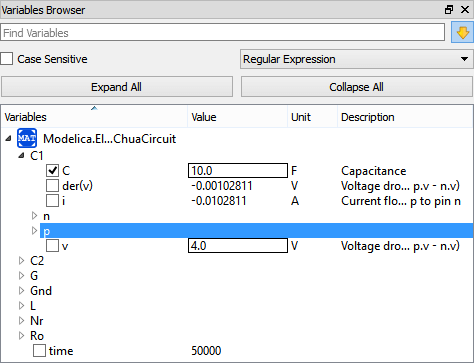 Variables Browser
Find Variables
Case Sensitive Regular Expression
Expand All Collapse All
Variables Value Unit Description
MAT Modelica.El...ChuaCircuit
C1
C 10.0 F Capacitance
der(v) -0.00102811 V Voltage dro... p.v - n.v)
i -0.0102811 A Current flo... p to pin n
n
p
v 4.0 V Voltage dro... p.v - n.v)
C2
G
Gnd
L
Nr
Ro
time 50000